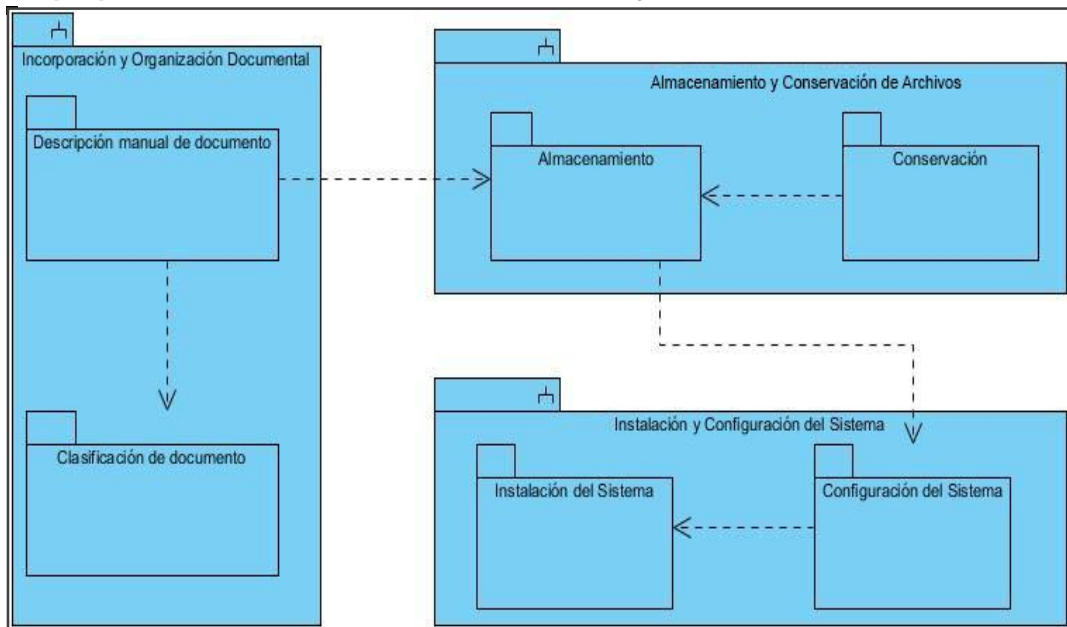 Incorporación y Organización Documental
Descripción manual de documento
Clasificación de documento
Almacenamiento y Conservación de Archivos
Almacenamiento
Conservación
Instalación y Configuración del Sistema
Instalación del Sistema
Configuración del Sistema